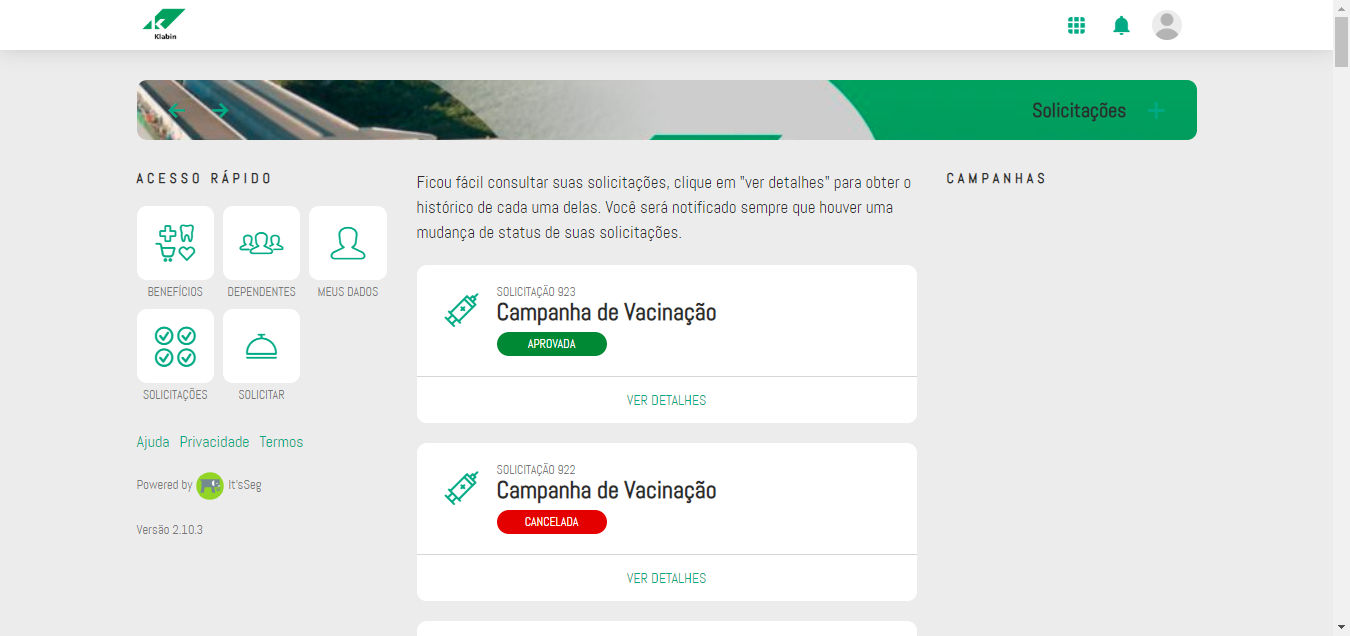 Klabin
Solicitações
ACESSO RÁPIDO
BENEFÍCIOS
DEPENDENTES
MEUS DADOS
SOLICITAÇÕES
SOLICITAR
Ajuda Privacidade Termos
Powered by It'sSeg
Versão 2.10.3
Ficou fácil consultar suas solicitações, clique em "ver detalhes" para obter o
histórico de cada uma delas. Você será notificado sempre que houver uma
mudança de status de suas solicitações.
SOLICITAÇÃO 923
Campanha de Vacinação
APROVADA
VER DETALHES
SOLICITAÇÃO 922
Campanha de Vacinação
CANCELADA
VER DETALHES
CAMPANHAS